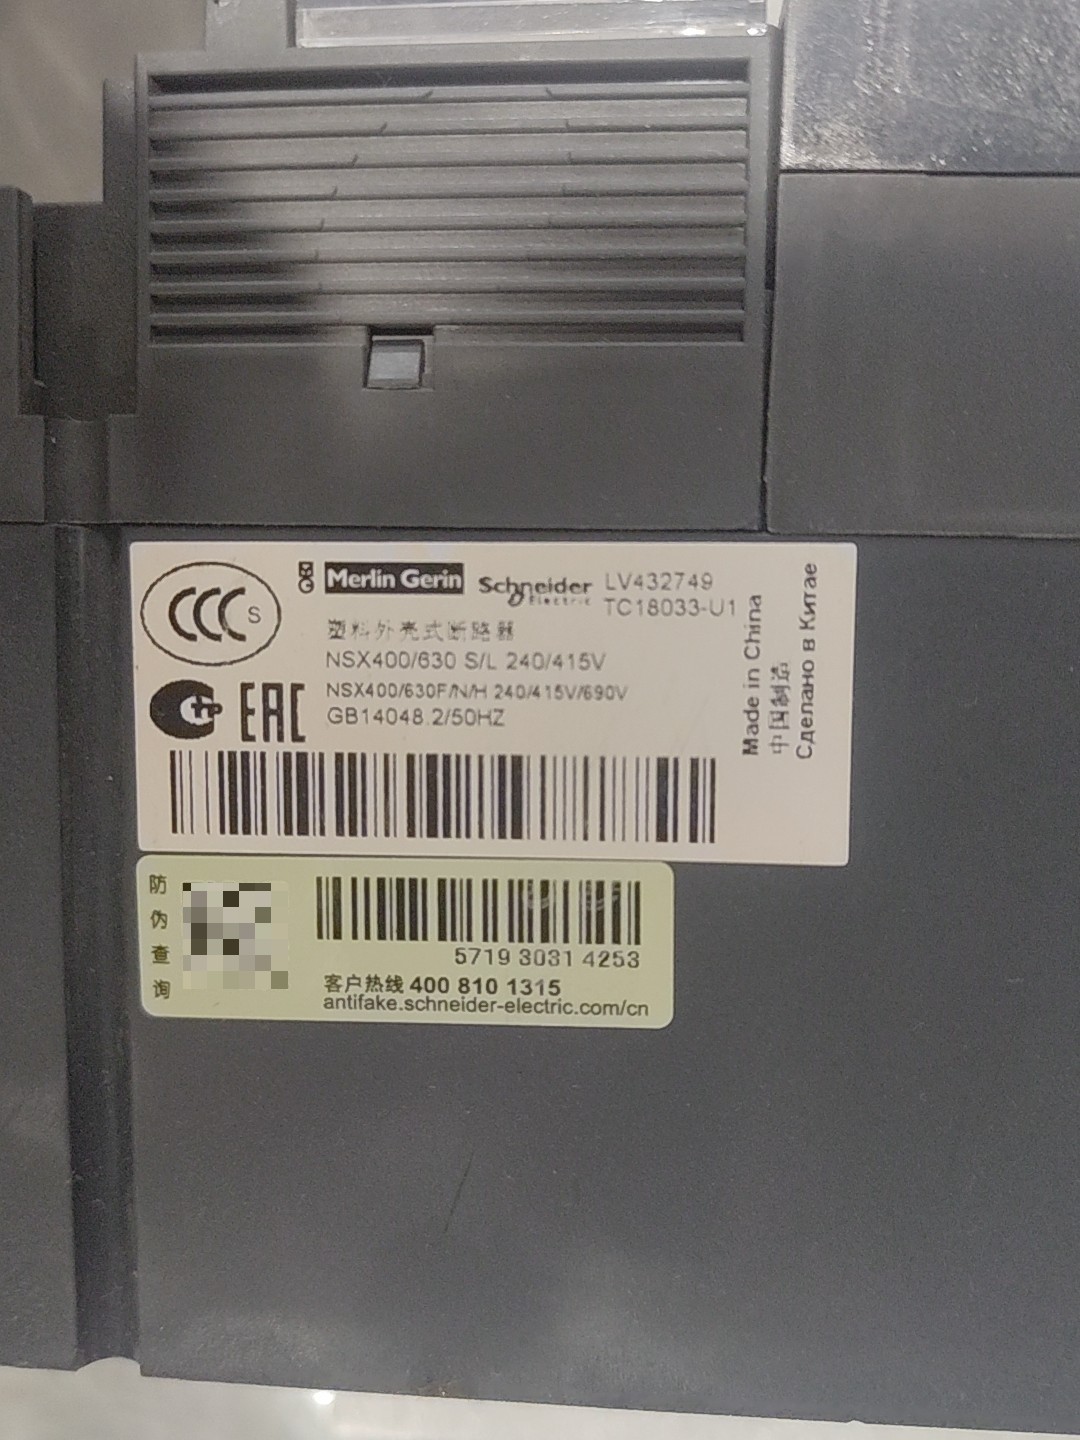 CCC S
Merlin Gerin Schneider Electric LV432749
TC18033-U1
塑料外壳式断路器
NSX400/630 S/L 240/415V
NSX400/630F/N/H 240/415V/690V
GB14048.2/50HZ
EAC
Made in China
中国制造
Сделано в Китае
防伪查询
5719 3031 4253
客户热线 400 810 1315
antifake.schneider-electric.com/cn